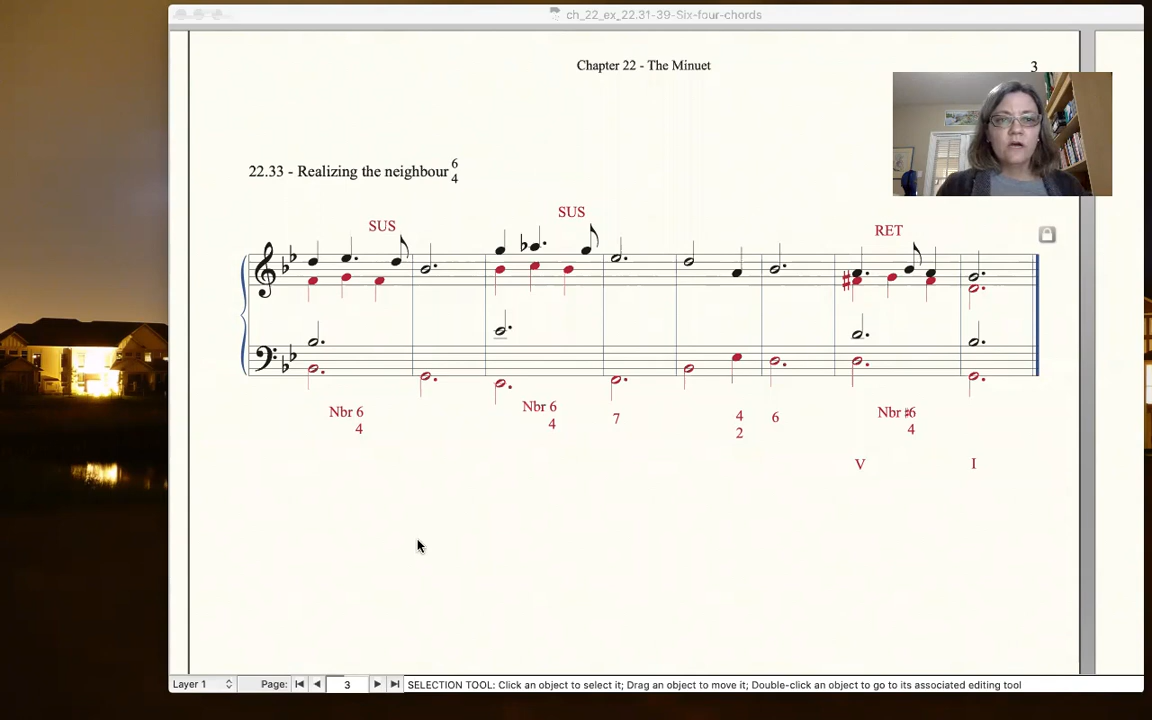 ch_22_ex_22.31-39-Six-four-chords
Chapter 22 - The Minuet
3
22.33 - Realizing the neighbour 6
4
SUS
SUS
RET
Nbr 6
4
Nbr 6
4
7
4
2
6
Nbr ♯6
4
V
I
Layer 1
Page:
3
SELECTION TOOL: Click an object to select it; Drag an object to move it; Double-click an object to go to its associated editing tool